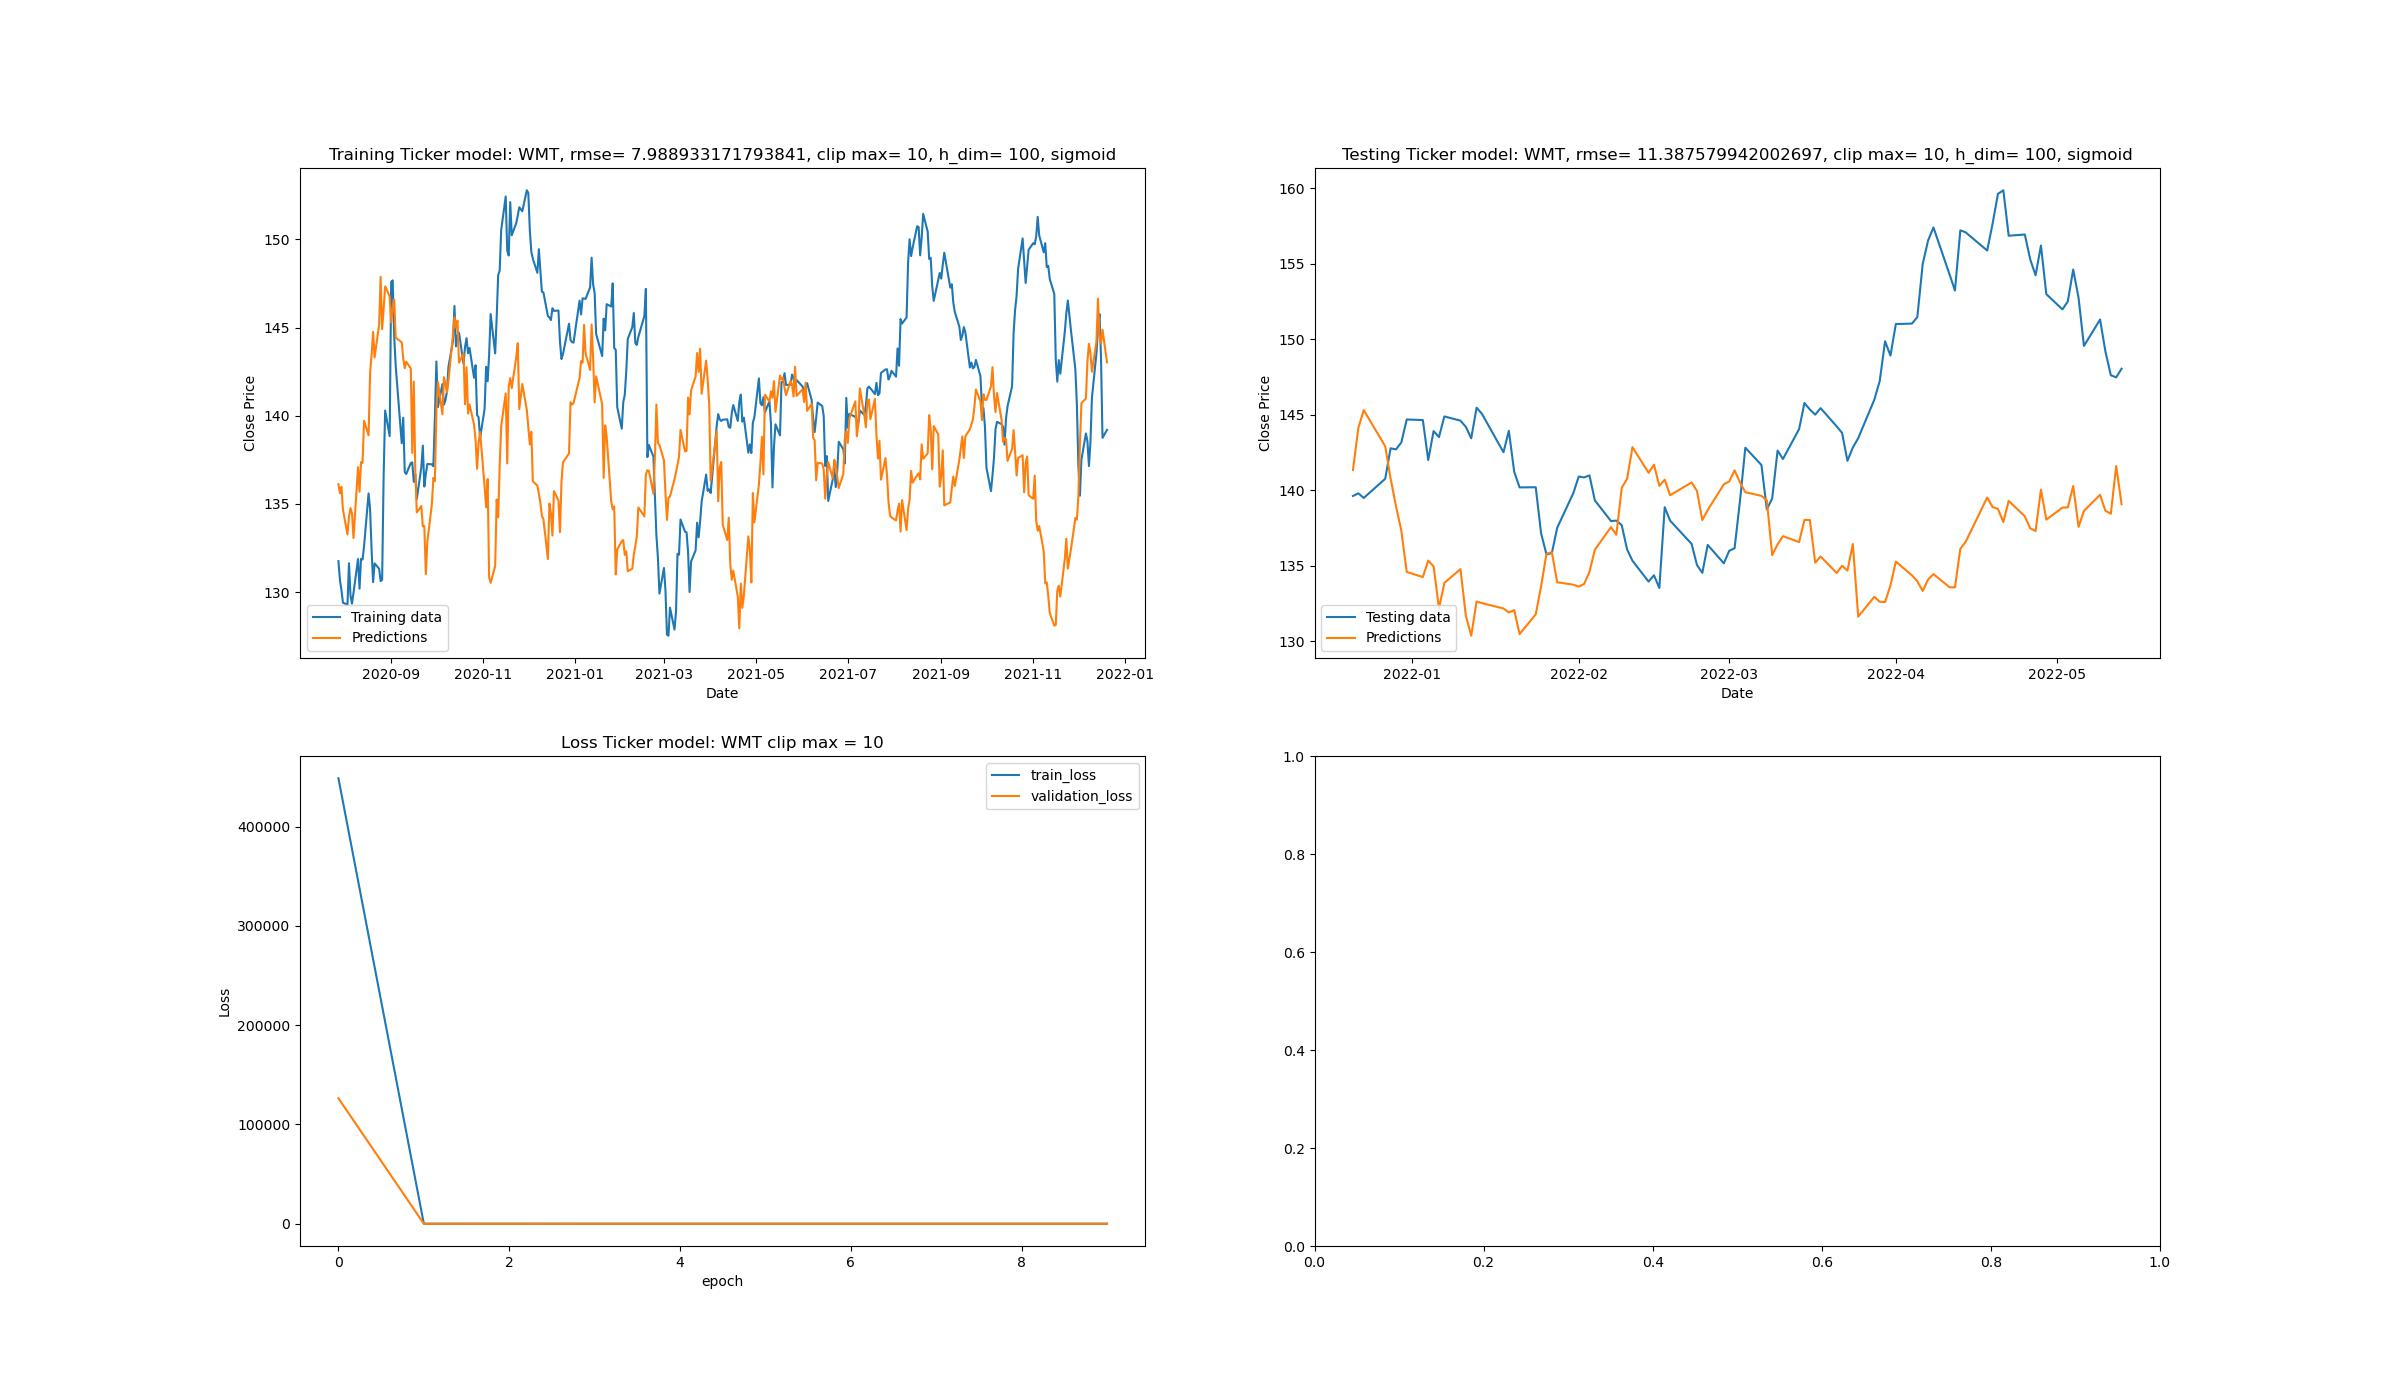 Training Ticker model: WMT, rmse= 7.988933171793841, clip max= 10, h_dim= 100, sigmoid
Close Price
150
145
140
135
130
Training data
Predictions
2020-09 2020-11 2021-01 2021-03 2021-05 2021-07 2021-09 2021-11 2022-01
Date
Testing Ticker model: WMT, rmse= 11.387579942002697, clip max= 10, h_dim= 100, sigmoid
Close Price
160
155
150
145
140
135
130
Testing data
Predictions
2022-01 2022-02 2022-03 2022-04 2022-05
Date
Loss Ticker model: WMT clip max = 10
Loss
400000
300000
200000
100000
0
train_loss
validation_loss
0 2 4 6 8
epoch
1.0
0.8
0.6
0.4
0.2
0.0
0.0 0.2 0.4 0.6 0.8 1.0